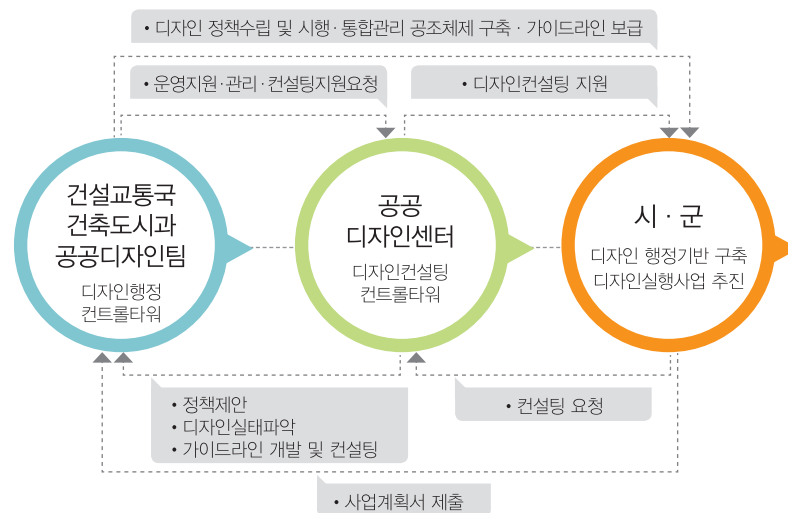 • 디자인 정책수립 및 시행 · 통합관리 공조체제 구축 · 가이드라인 보급
• 운영지원 · 관리 · 컨설팅지원요청
• 디자인컨설팅 지원
건설교통국
건축도시과
공공디자인팀
디자인행정
컨트롤타워
공공
디자인센터
디자인컨설팅
컨트롤타워
시 · 군
디자인 행정기반 구축
디자인실행사업 추진
• 정책제안
• 디자인실태파악
• 가이드라인 개발 및 컨설팅
• 컨설팅 요청
• 사업계획서 제출